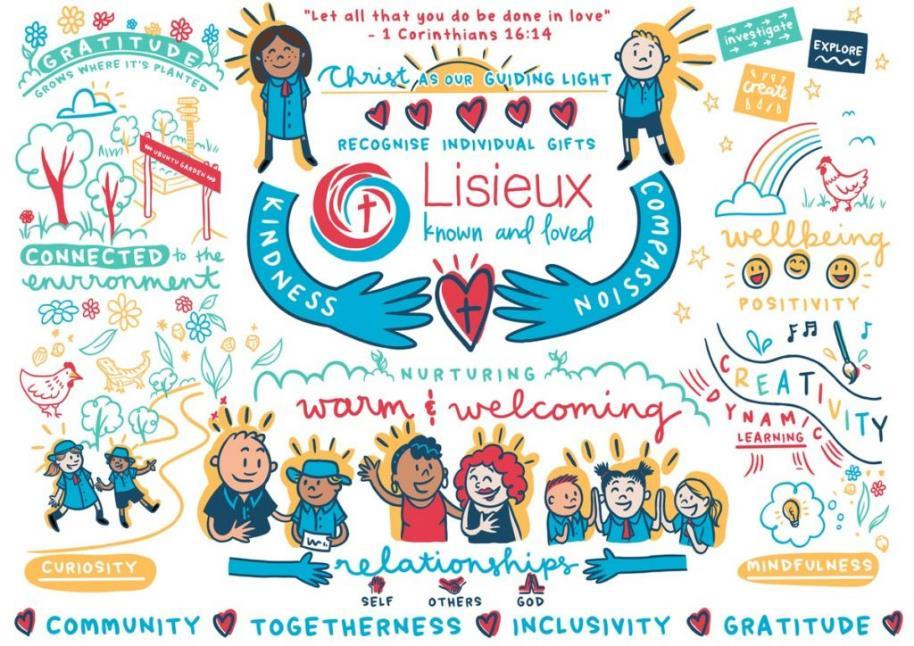 "Let all that you do be done in love"
- 1 Corinthians 16:14
Christ AS OUR GUIDING LIGHT
RECOGNISE INDIVIDUAL GIFTS
Lisieux
known and loved
KINDNESS
COMPASSION
GRATITUDE
GROWS WHERE IT'S PLANTED
UBUNTU GARDEN
CONNECTED to the
environment
investigate
EXPLORE
create
wellbeing
POSITIVITY
CREATIVITY
DYNAMIC
LEARNING
NURTURING
warm & welcoming
relationships
SELF OTHERS GOD
CURIOSITY
MINDFULNESS
COMMUNITY TOGETHERNESS INCLUSIVITY GRATITUDE